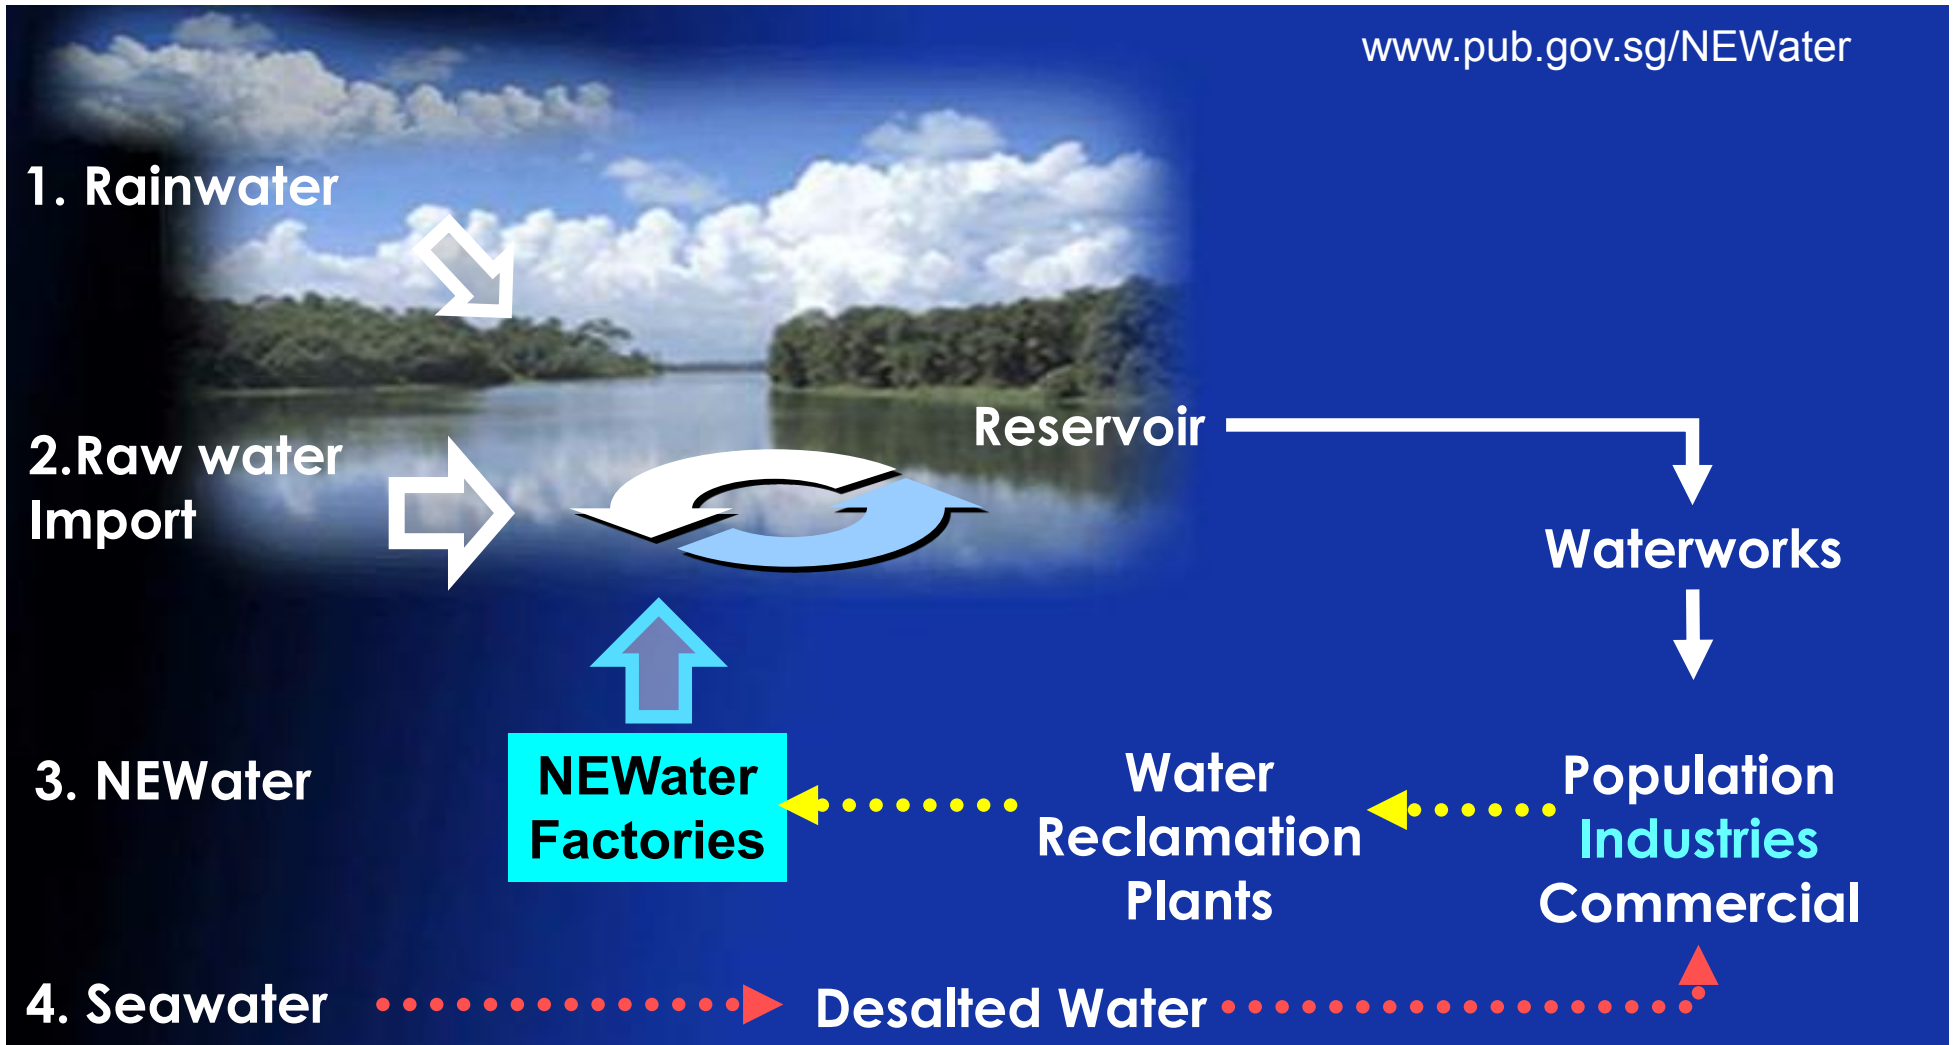 www.pub.gov.sg/NEWater
1. Rainwater
Reservoir
2.Raw water
Import
Waterworks
3. NEWater
NEWater
Factories
Water
Reclamation
Plants
Population
Industries
Commercial
4. Seawater
Desalted Water